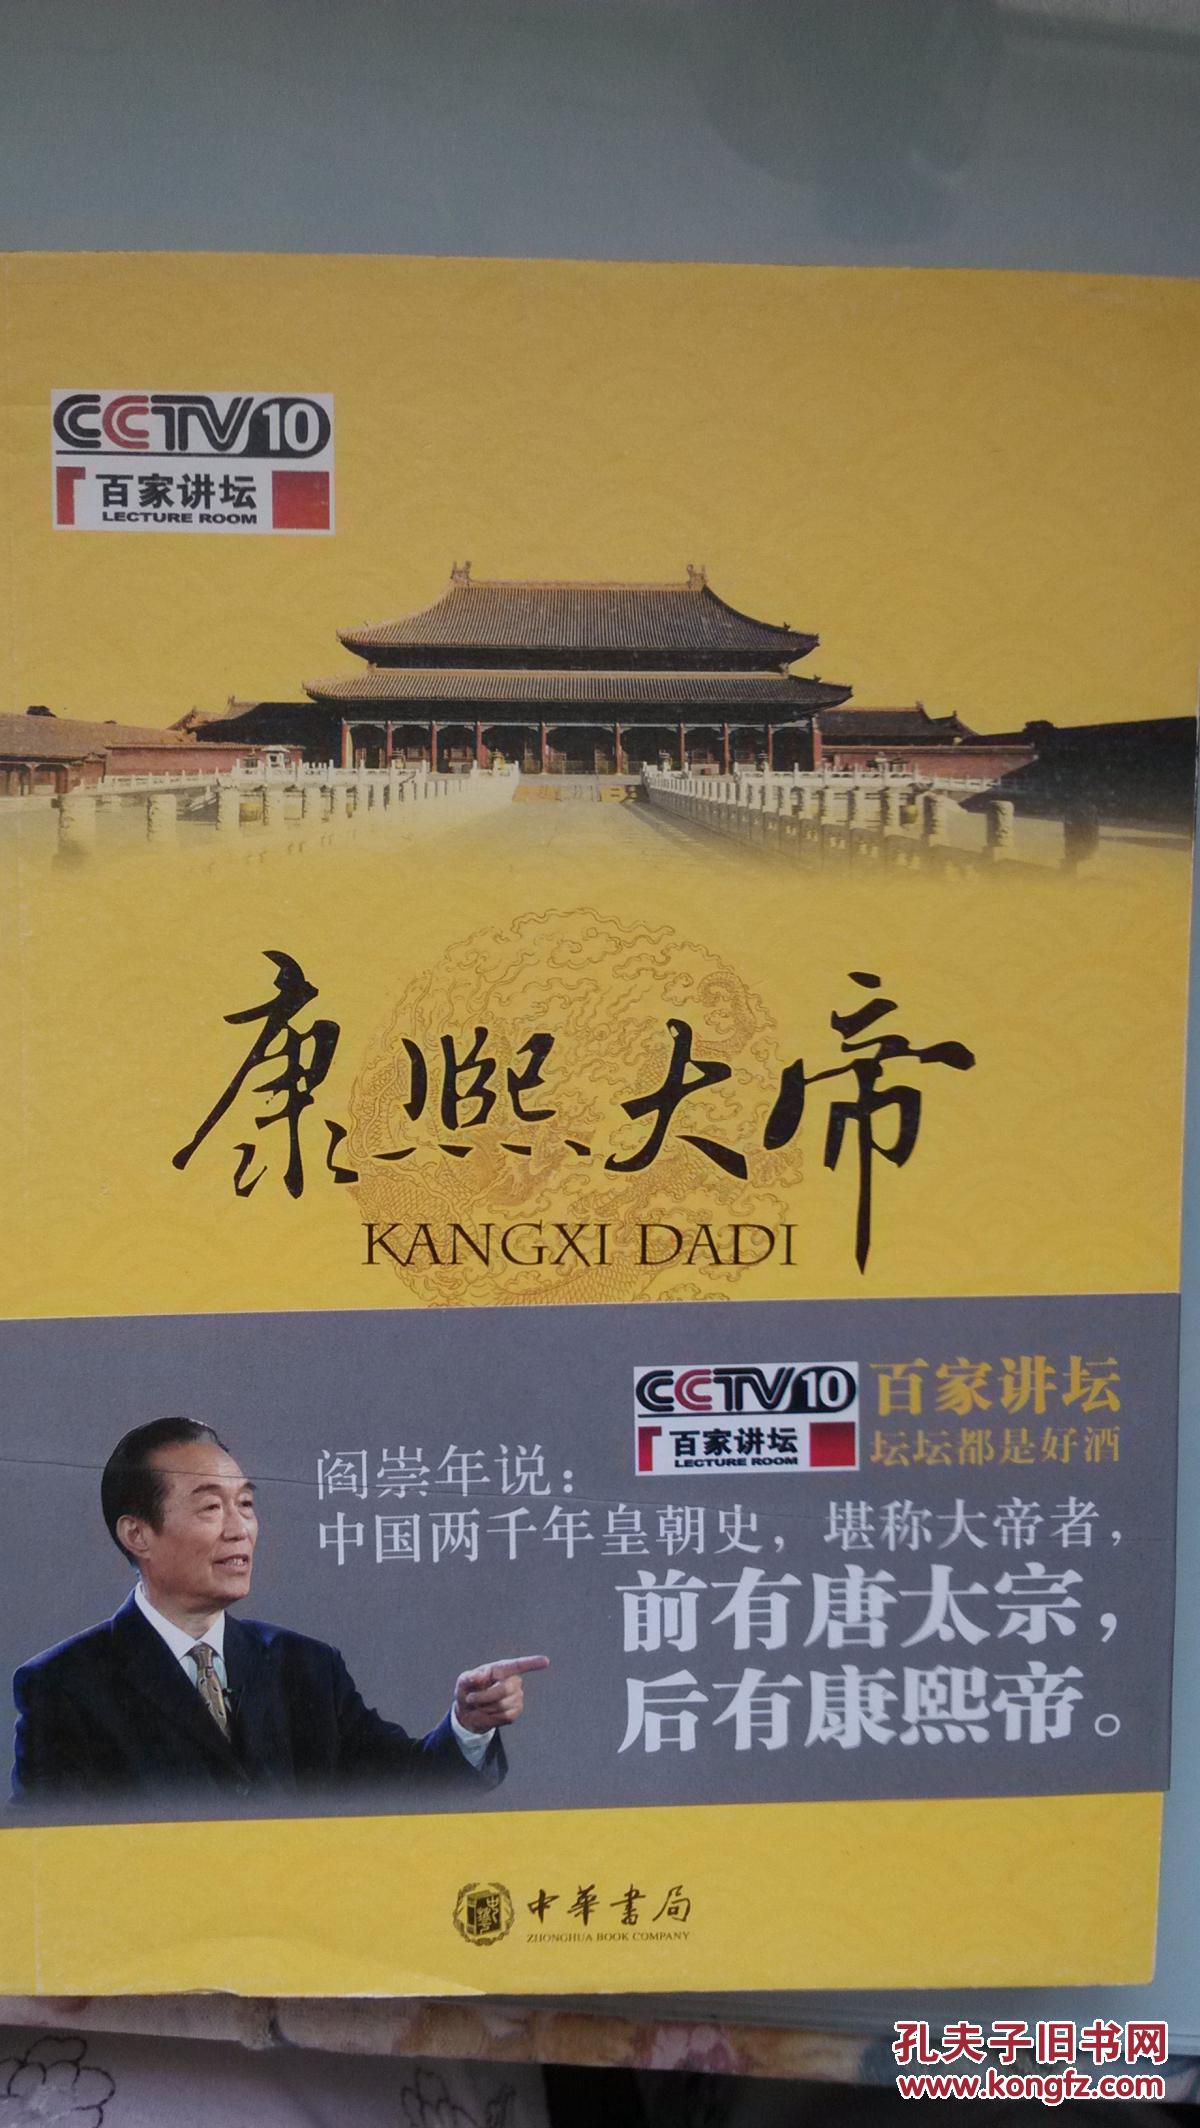 CCTV10
百家讲坛
LECTURE ROOM
康熙大帝
KANGXI DADI
CCTV10
百家讲坛
LECTURE ROOM
百家讲坛
坛坛都是好酒
阎崇年说：
中国两千年皇朝史，堪称大帝者，
前有唐太宗，
后有康熙帝。
中華書局
ZHONGHUA BOOK COMPANY
孔夫子旧书网
www.kongfz.com